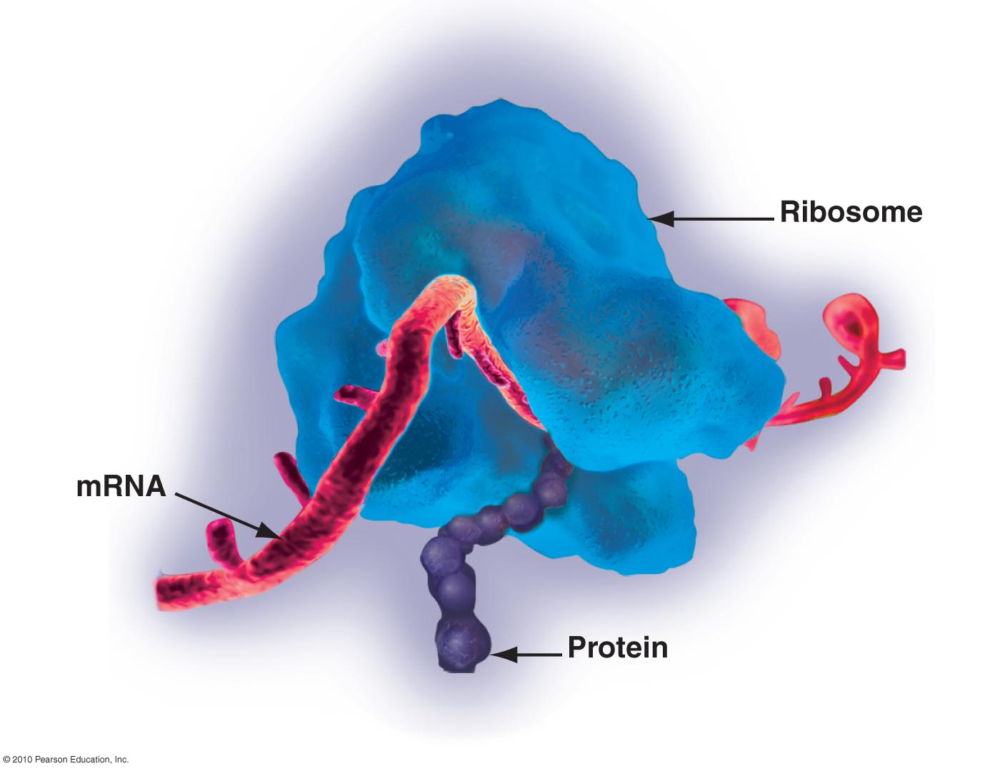 Ribosome
mRNA
Protein
© 2010 Pearson Education, Inc.